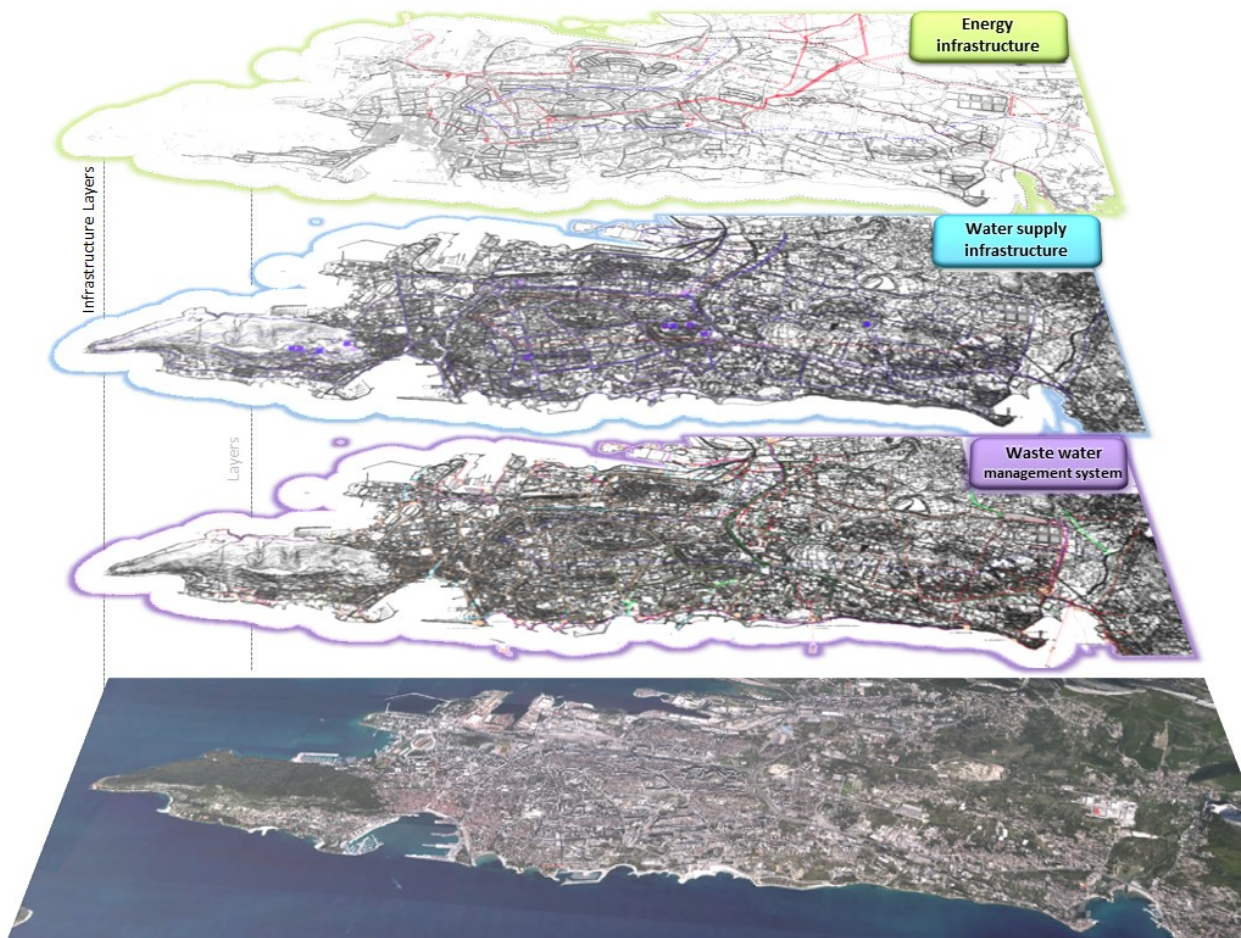 Energy
infrastructure
Infrastructure Layers
Water supply
infrastructure
Layers
Waste water
management system